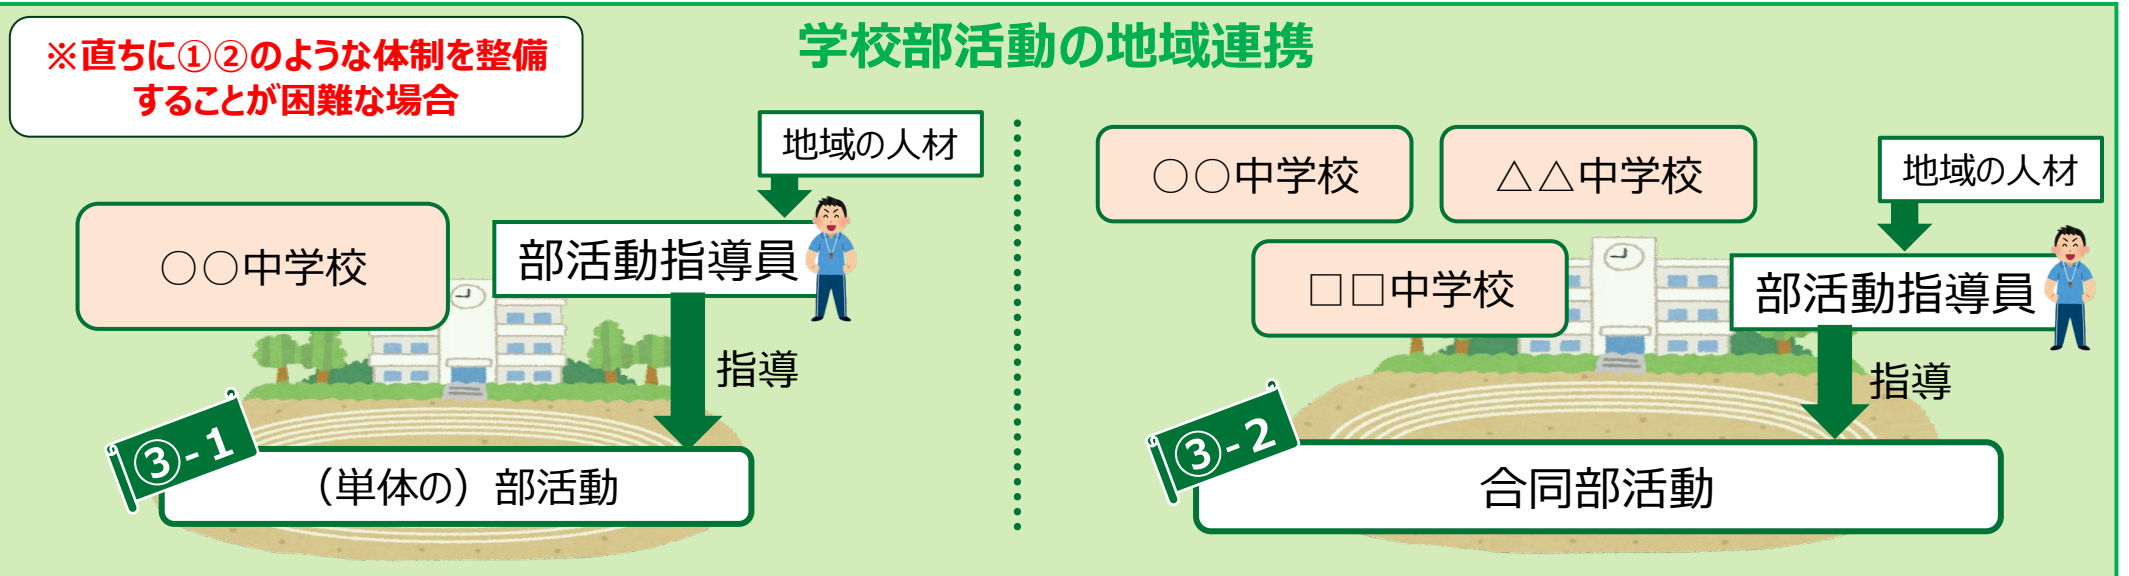 学校部活動の地域連携
※直ちに①②のような体制を整備
することが困難な場合
地域の人材
○○中学校
部活動指導員
指導
③-1
（単体の）部活動
○○中学校
△△中学校
地域の人材
□□中学校
部活動指導員
指導
③-2
合同部活動